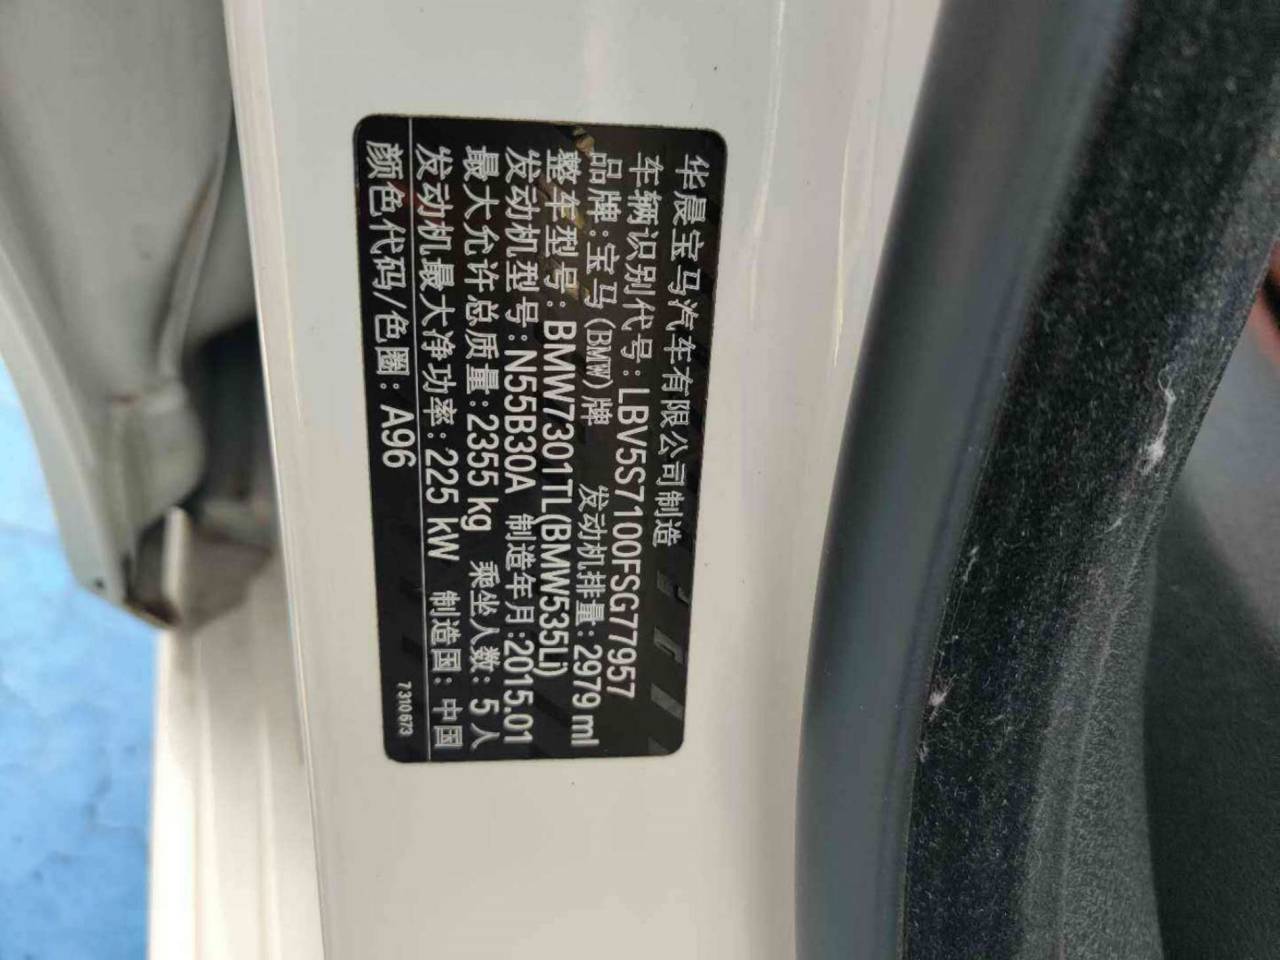 华晨宝马汽车有限公司制造
车辆识别代号:LBV5S7100FSG77957
品牌:宝马(BMW)牌 发动机排量:2979 ml
整车型号:BMW7301TL(BMW535Li)
发动机型号:N55B30A 制造年月:2015.01
最大允许总质量:2355 kg 乘坐人数:5人
发动机最大净功率:225 kW 制造国:中国
颜色代码/色圈:A96 7310673